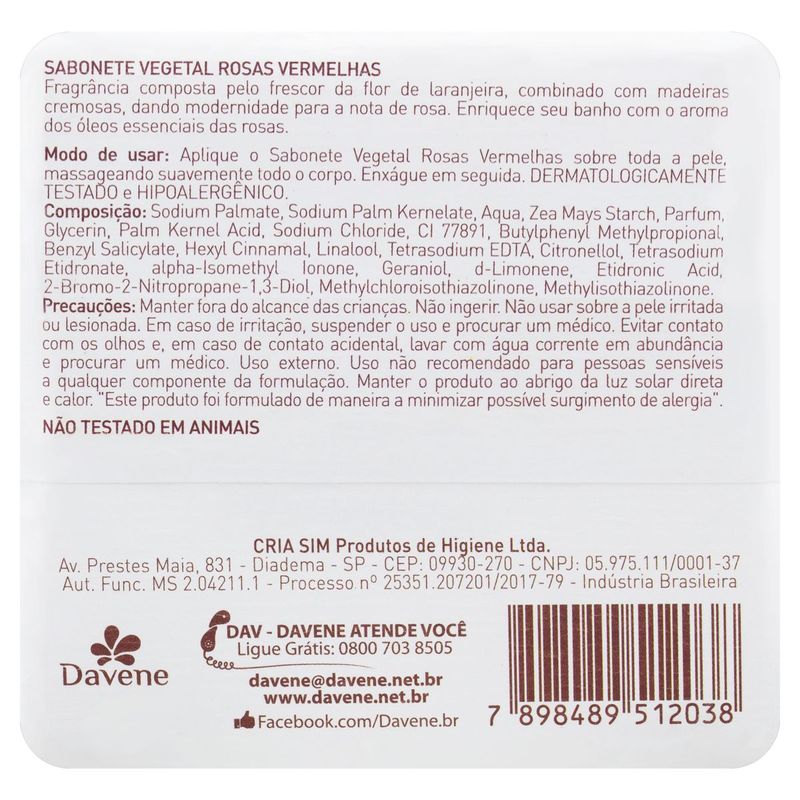 SABONETE VEGETAL ROSAS VERMELHAS
Fragrância composta pelo frescor da flor de laranjeira, combinado com madeiras
cremosas, dando modernidade para a nota de rosa. Enriquece seu banho com o aroma
dos óleos essenciais das rosas.
Modo de usar: Aplique o Sabonete Vegetal Rosas Vermelhas sobre toda a pele,
massageando suavemente todo o corpo. Enxágue em seguida. DERMATOLOGICAMENTE
TESTADO e HIPOALERGÊNICO.
Composição: Sodium Palmate, Sodium Palm Kernelate, Aqua, Zea Mays Starch, Parfum,
Glycerin, Palm Kernel Acid, Sodium Chloride, CI 77891, Butylphenyl Methylpropional,
Benzyl Salicylate, Hexyl Cinnamal, Linalool, Tetrasodium EDTA, Citronellol, Tetrasodium
Etidronate, alpha-Isomethyl Ionone, Geraniol, d-Limonene, Etidronic Acid,
2-Bromo-2-Nitropropane-1,3-Diol, Methylchloroisothiazolinone, Methylisothiazolinone.
Precauções: Manter fora do alcance das crianças. Não ingerir. Não usar sobre a pele irritada
ou lesionada. Em caso de irritação, suspender o uso e procurar um médico. Evitar contato
com os olhos e, em caso de contato acidental, lavar com água corrente em abundância
e procurar um médico. Uso externo. Uso não recomendado para pessoas sensíveis
a qualquer componente da formulação. Manter o produto ao abrigo da luz solar direta
e calor. "Este produto foi formulado de maneira a minimizar possível surgimento de alergia".
NÃO TESTADO EM ANIMAIS
CRIA SIM Produtos de Higiene Ltda.
Av. Prestes Maia, 831 - Diadema - SP - CEP: 09930-270 - CNPJ: 05.975.111/0001-37
Aut. Func. MS 2.04211.1 - Processo nº 25351.207201/2017-79 - Indústria Brasileira
Davene
DAV - DAVENE ATENDE VOCÊ
Ligue Grátis: 0800 703 8505
davene@davene.net.br
www.davene.net.br
Facebook.com/Davene.br
7 898489 512038